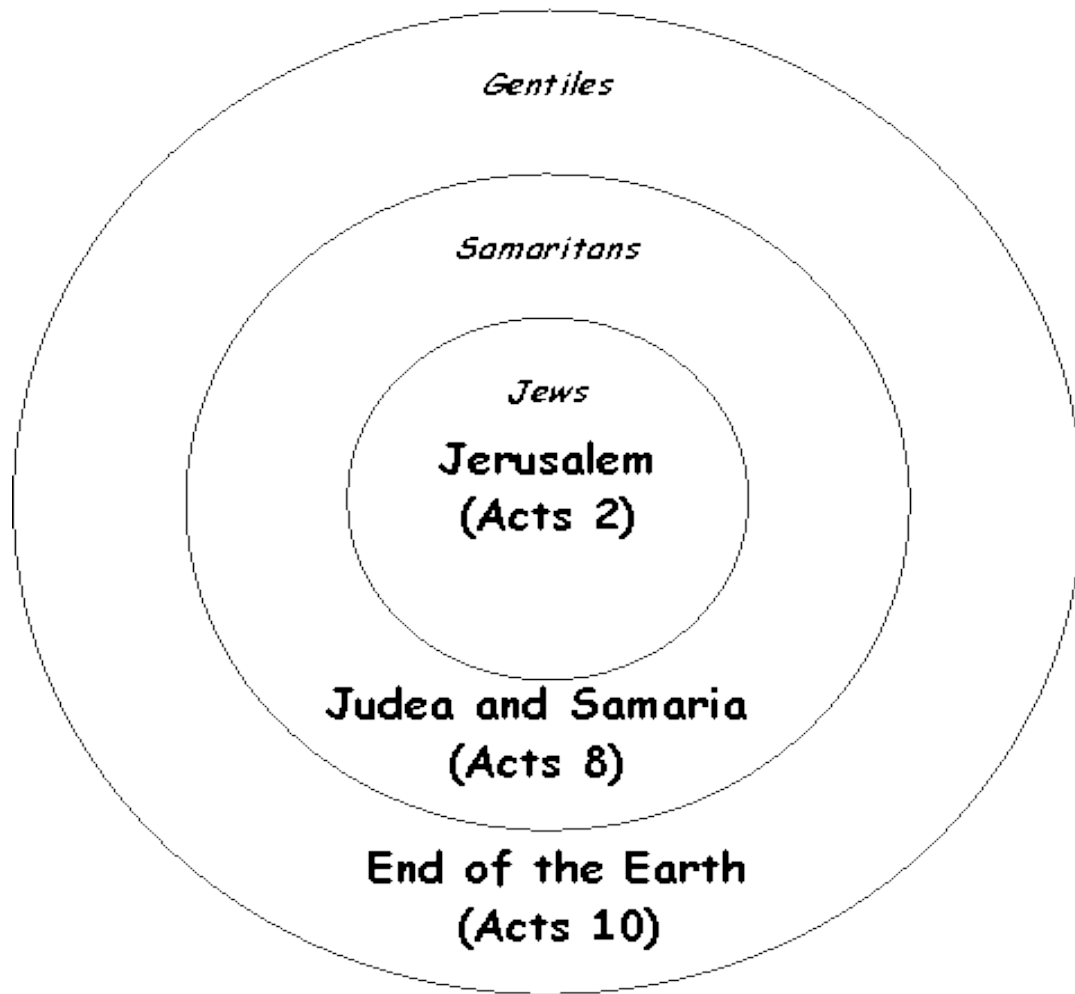 Gentiles
Samaritans
Jews
Jerusalem
(Acts 2)
Judea and Samaria
(Acts 8)
End of the Earth
(Acts 10)